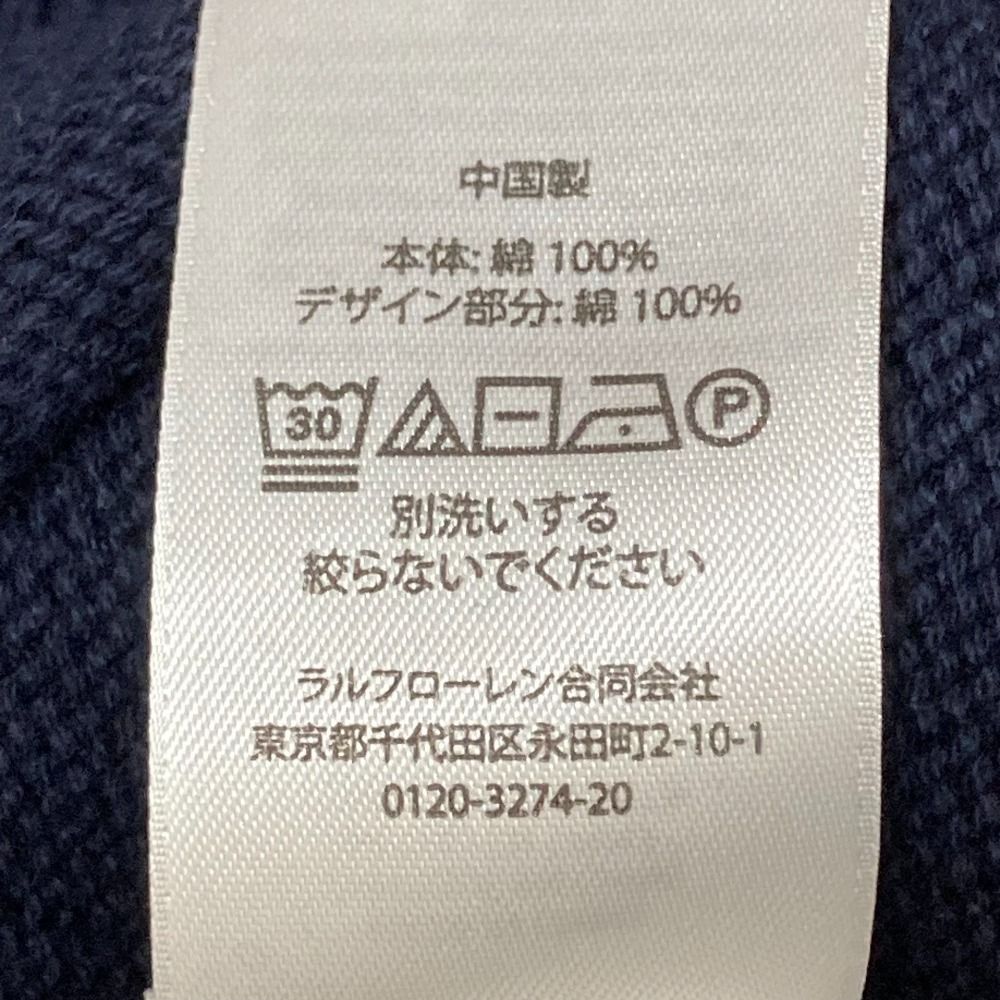 中国製
本体: 綿 100%
デザイン部分: 綿 100%
30 P
別洗いする
絞らないでください
ラルフローレン合同会社
東京都千代田区永田町2-10-1
0120-3274-20